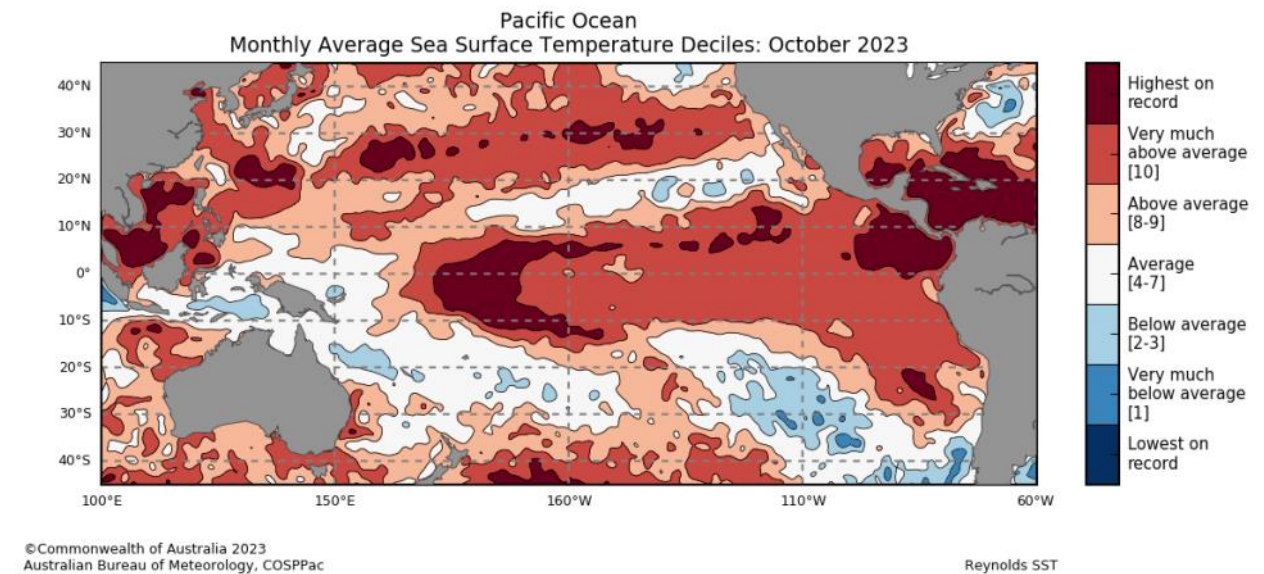 Pacific Ocean
Monthly Average Sea Surface Temperature Deciles: October 2023
40°N
30°N
20°N
10°N
0°
10°S
20°S
30°S
40°S
100°E
150°E
160°W
110°W
60°W
Highest on
record
Very much
above average
[10]
Above average
[8-9]
Average
[4-7]
Below average
[2-3]
Very much
below average
[1]
Lowest on
record
©Commonwealth of Australia 2023
Australian Bureau of Meteorology, COSPPac
Reynolds SST